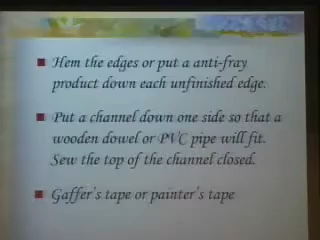 Hem the edges or put a anti-fray
product down each unfinished edge.
Put a channel down one side so that a
wooden dowel or PVC pipe will fit.
Sew the top of the channel closed.
Gaffer's tape or painter's tape